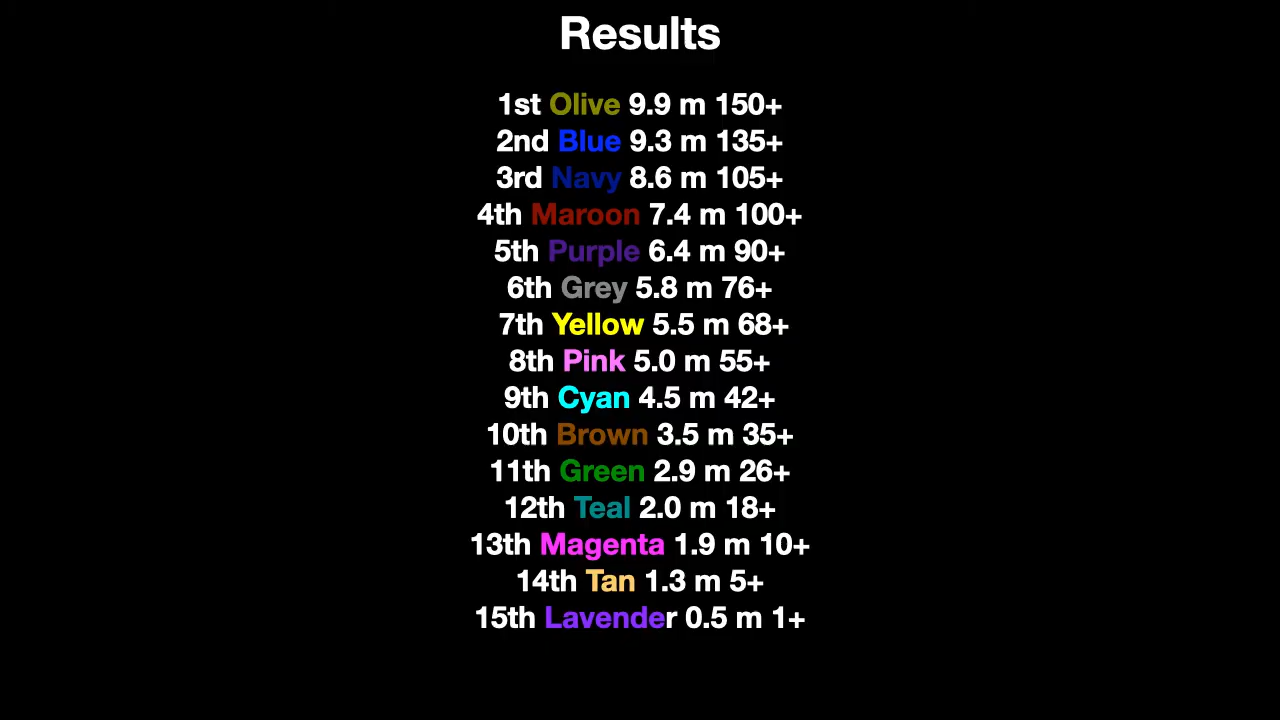 Results
1st Olive 9.9 m 150+
2nd Blue 9.3 m 135+
3rd Navy 8.6 m 105+
4th Maroon 7.4 m 100+
5th Purple 6.4 m 90+
6th Grey 5.8 m 76+
7th Yellow 5.5 m 68+
8th Pink 5.0 m 55+
9th Cyan 4.5 m 42+
10th Brown 3.5 m 35+
11th Green 2.9 m 26+
12th Teal 2.0 m 18+
13th Magenta 1.9 m 10+
14th Tan 1.3 m 5+
15th Lavender 0.5 m 1+